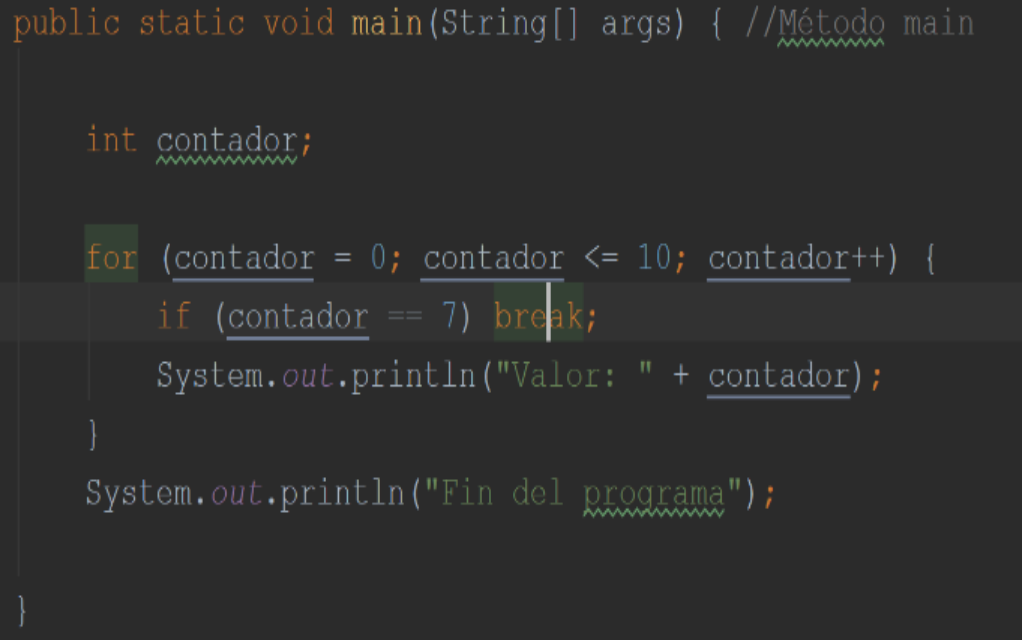 public static void main(String[] args) { //Método main
int contador;
for (contador = 0; contador <= 10; contador++) {
if (contador == 7) break;
System.out.println("Valor: " + contador);
}
System.out.println("Fin del programa");
}